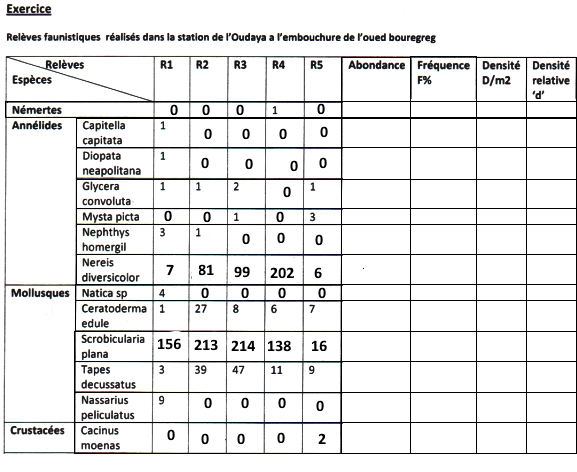 Exercice
Relèves faunistiques réalisés dans la station de l'Oudaya a l'embouchure de l'oued bouregreg
Relèves R1 R2 R3 R4 R5 Abondance Fréquence F% Densité D/m2 Densité relative 'd'
Espèces
Némertes 0 0 0 1 0
Annélides Capitella capitata 1 0 0 0 0
Diopata neapolitana 1 0 0 0 0
Glycera convoluta 1 1 2 0 1
Mysta picta 0 0 1 0 3
Nephthys homergil 3 1 0 0 0
Nereis diversicolor 7 81 99 202 6
Mollusques Natica sp 4 0 0 0 0
Ceratoderma edule 1 27 8 6 7
Scrobicularia plana 156 213 214 138 16
Tapes decussatus 3 39 47 11 9
Nassarius peliculatus 9 0 0 0 0
Crustacées Cacinus moenas 0 0 0 0 2